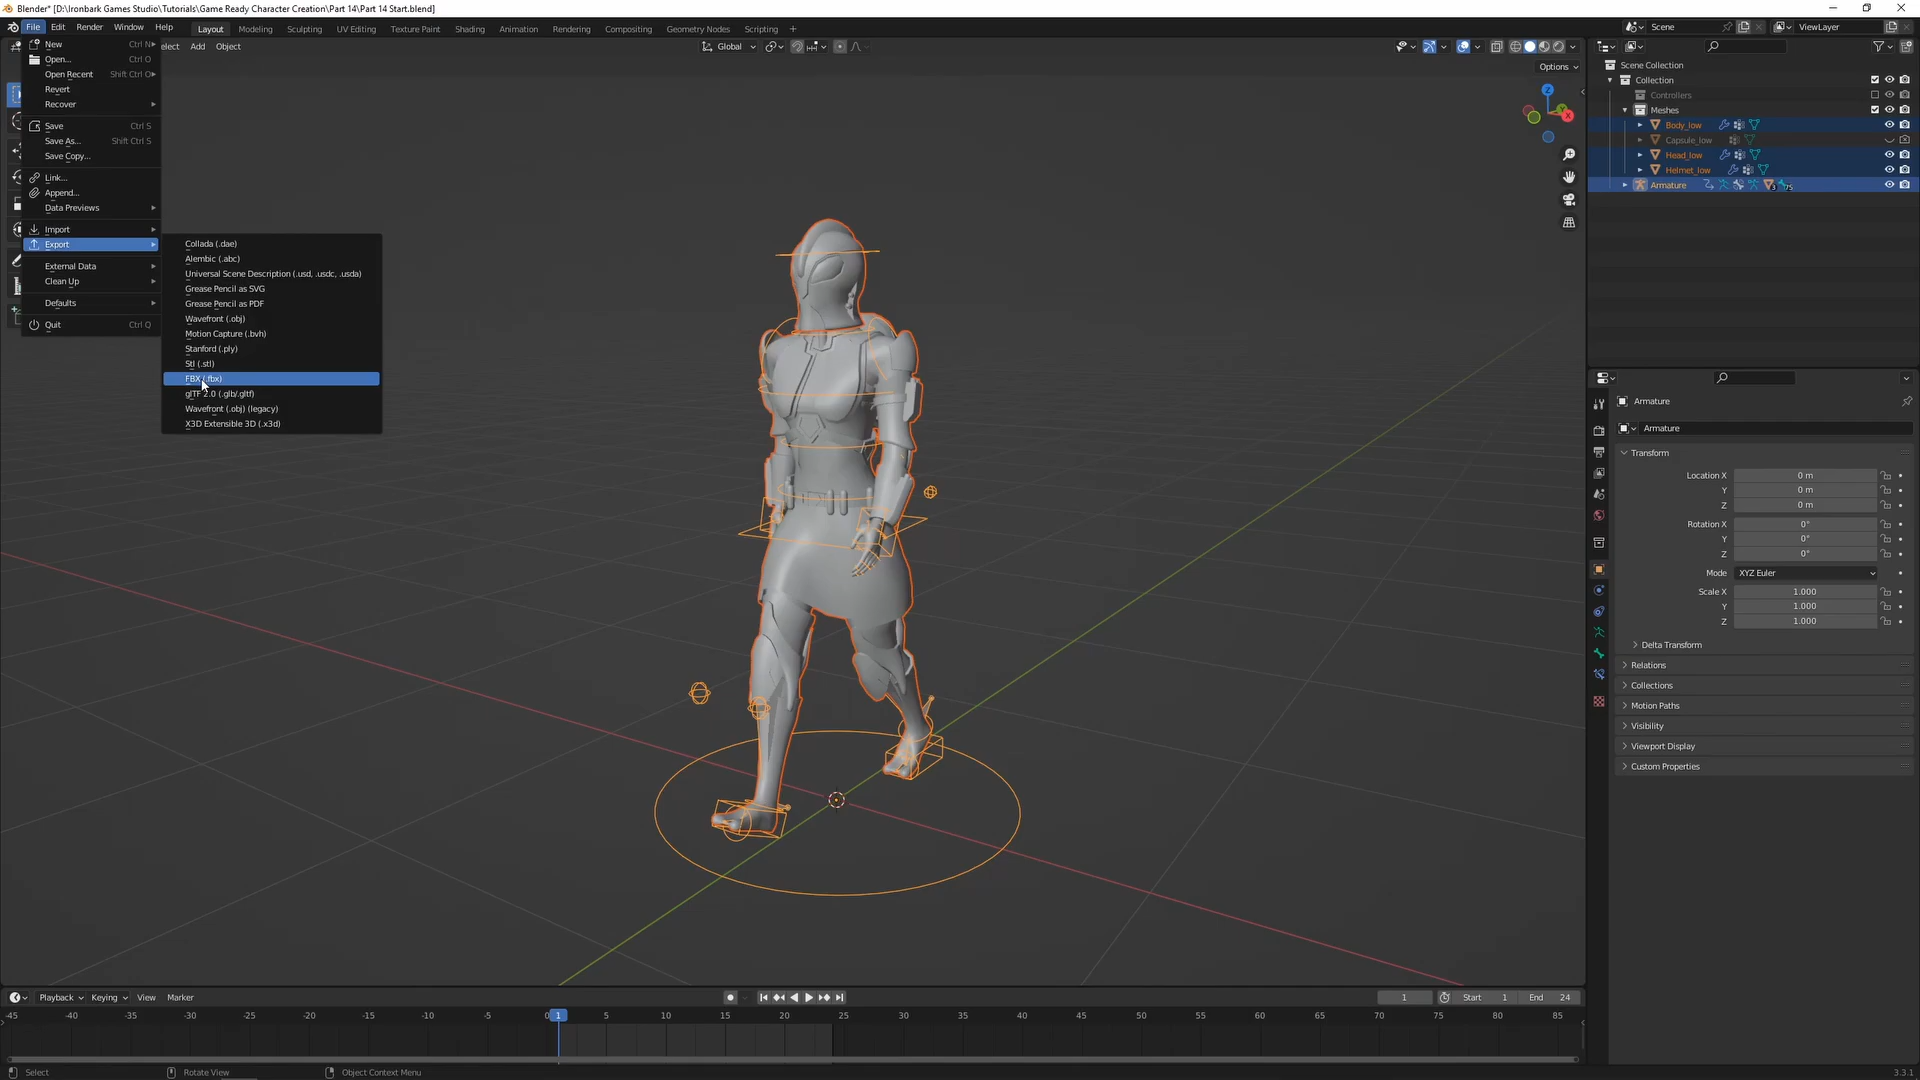 Blender* [D:\Ironbark Games Studio\Tutorials\Game Ready Character Creation\Part 14\Part 14 Start.blend]
File Edit Render Window Help Layout Modeling Sculpting UV Editing Texture Paint Shading Animation Rendering Compositing Geometry Nodes Scripting + Scene ViewLayer
New Ctrl N
elect Add Object Global
Open... Ctrl O
Open Recent Shift Ctrl O
Revert
Recover
Save Ctrl S
Save As... Shift Ctrl S
Save Copy...
Link...
Append...
Data Previews
Import
Export
External Data
Clean Up
Defaults
Quit Ctrl Q
Collada (.dae)
Alembic (.abc)
Universal Scene Description (.usd, .usdc, .usda)
Grease Pencil as SVG
Grease Pencil as PDF
Wavefront (.obj)
Motion Capture (.bvh)
Stanford (.ply)
Stl (.stl)
FBX (.fbx)
glTF 2.0 (.glb/.gltf)
Wavefront (.obj) (legacy)
X3D Extensible 3D (.x3d)
Options
Z
Y
X
Scene Collection
Collection
Controllers
Meshes
Body_low
Capsule_low
Head_low
Helmet_low
Armature 3 75
Armature
Armature
Transform
Location X 0 m
Y 0 m
Z 0 m
Rotation X 0°
Y 0°
Z 0°
Mode XYZ Euler
Scale X 1.000
Y 1.000
Z 1.000
Delta Transform
Relations
Collections
Motion Paths
Visibility
Viewport Display
Custom Properties
Playback Keying View Marker 1 Start 1 End 24
-45 -40 -35 -30 -25 -20 -15 -10 -5 0 1 5 10 15 20 25 30 35 40 45 50 55 60 65 70 75 80 85
Select Rotate View Object Context Menu 3.3.1